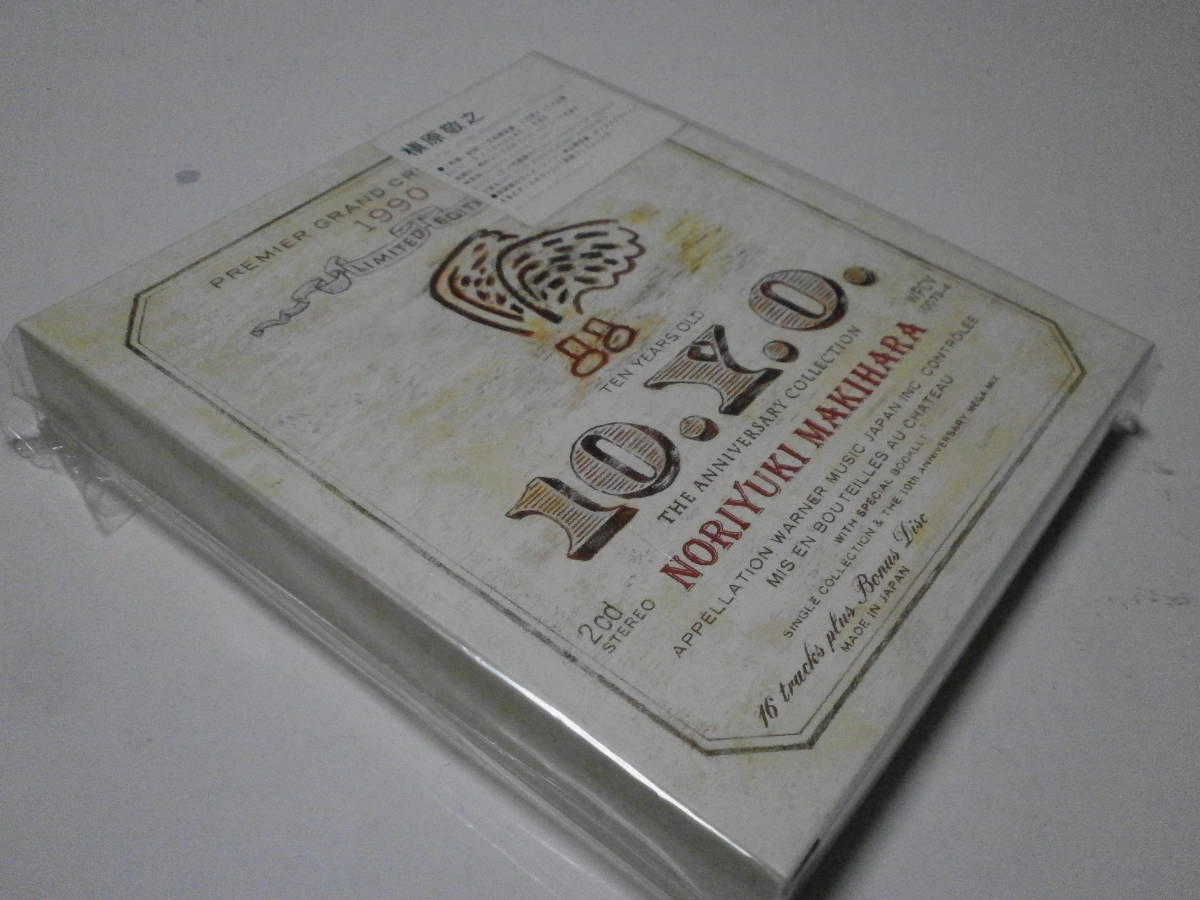 槇原敬之
PREMIER GRAND CR
1990
LIMITED EDITI
TEN YEARS OLD
10.Y.O.
THE ANNIVERSARY COLLECTION
NORIYUKI MAKIHARA
APPELLATION WARNER MUSIC JAPAN INC. CONTRÔLÉE
MIS EN BOUTEILLES AU CHATEAU
WITH SPECIAL BOOKLET
SINGLE COLLECTION & THE 10th ANNIVERSARY MEGA-MIX
16 tracks plus Bonus Disc
MADE IN JAPAN
2cd
STEREO
WPCV